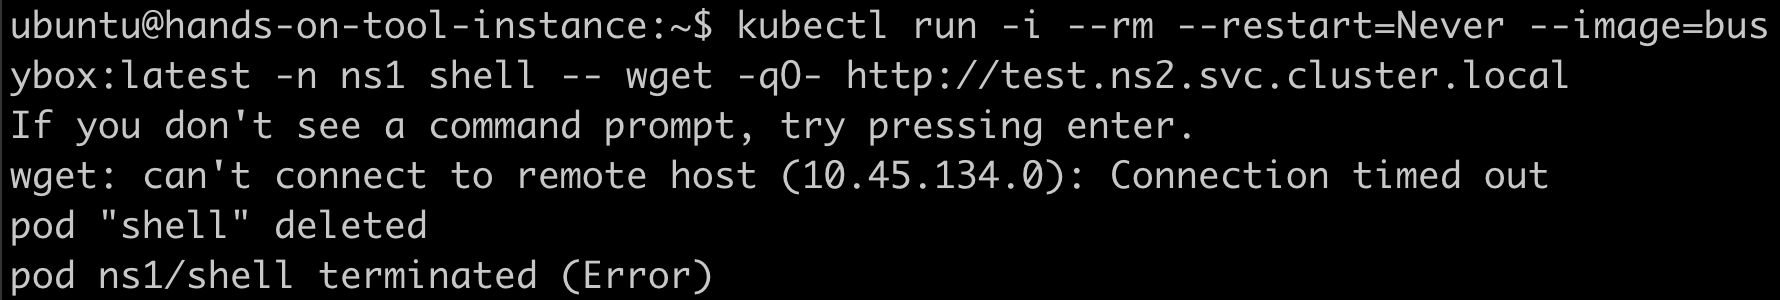 ubuntu@hands-on-tool-instance:~$ kubectl run -i --rm --restart=Never --image=bus
ybox:latest -n ns1 shell -- wget -qO- http://test.ns2.svc.cluster.local
If you don't see a command prompt, try pressing enter.
wget: can't connect to remote host (10.45.134.0): Connection timed out
pod "shell" deleted
pod ns1/shell terminated (Error)